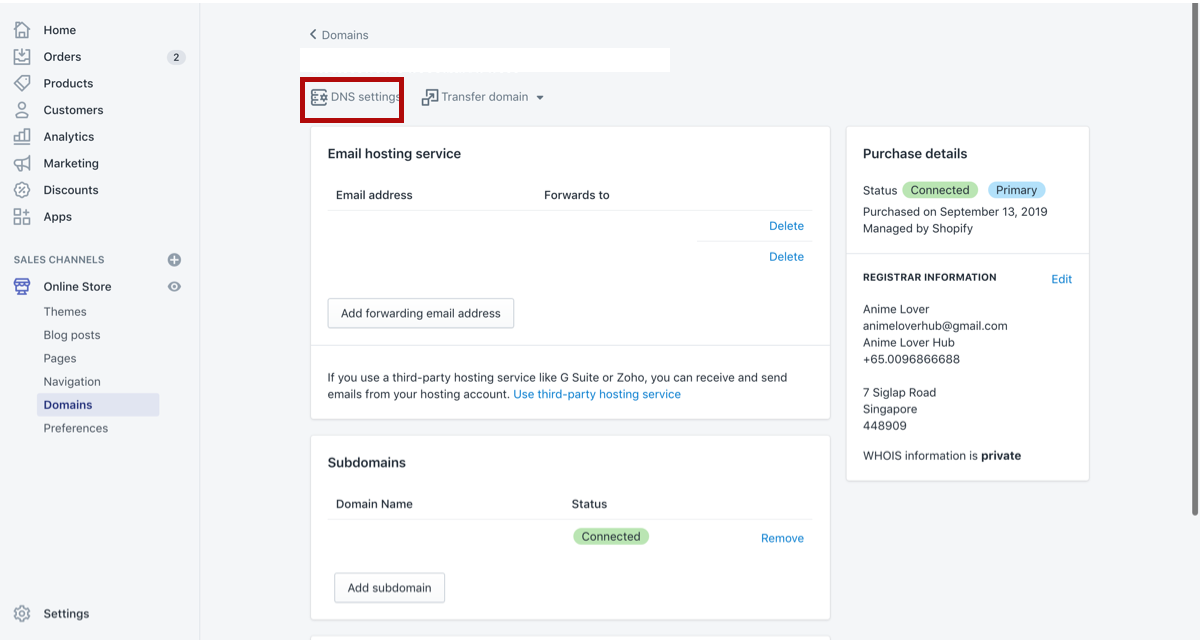 Home
Orders 2
Products
Customers
Analytics
Marketing
Discounts
Apps
SALES CHANNELS
Online Store
Themes
Blog posts
Pages
Navigation
Domains
Preferences
Settings
Domains
DNS settings Transfer domain
Email hosting service
Email address Forwards to
Delete
Delete
Add forwarding email address
If you use a third-party hosting service like G Suite or Zoho, you can receive and send
emails from your hosting account. Use third-party hosting service
Subdomains
Domain Name Status
Connected Remove
Add subdomain
Purchase details
Status Connected Primary
Purchased on September 13, 2019
Managed by Shopify
REGISTRAR INFORMATION Edit
Anime Lover
animeloverhub@gmail.com
Anime Lover Hub
+65.0096866688
7 Siglap Road
Singapore
448909
WHOIS information is private